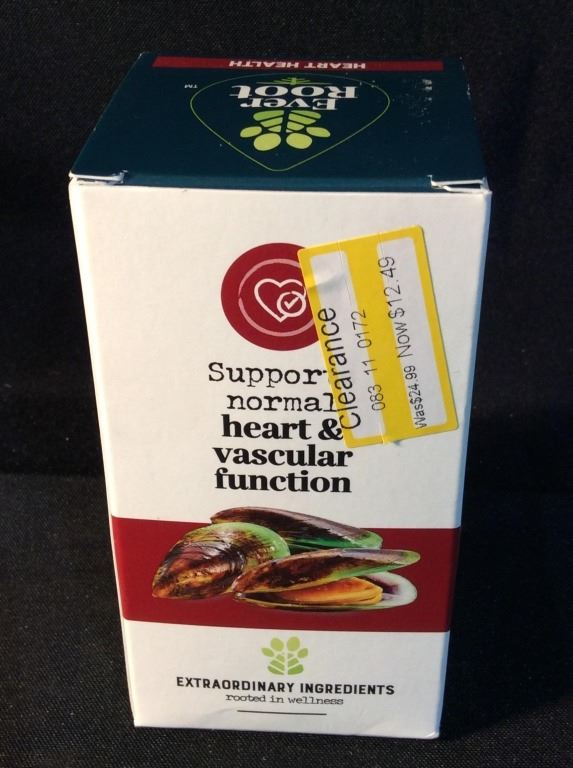 HEART HEALTH
Ever
Root
TM
Suppor
normal
heart &
vascular
function
Clearance
083 11 0172
Was$24.99 Now $12.49
EXTRAORDINARY INGREDIENTS
rooted in wellness